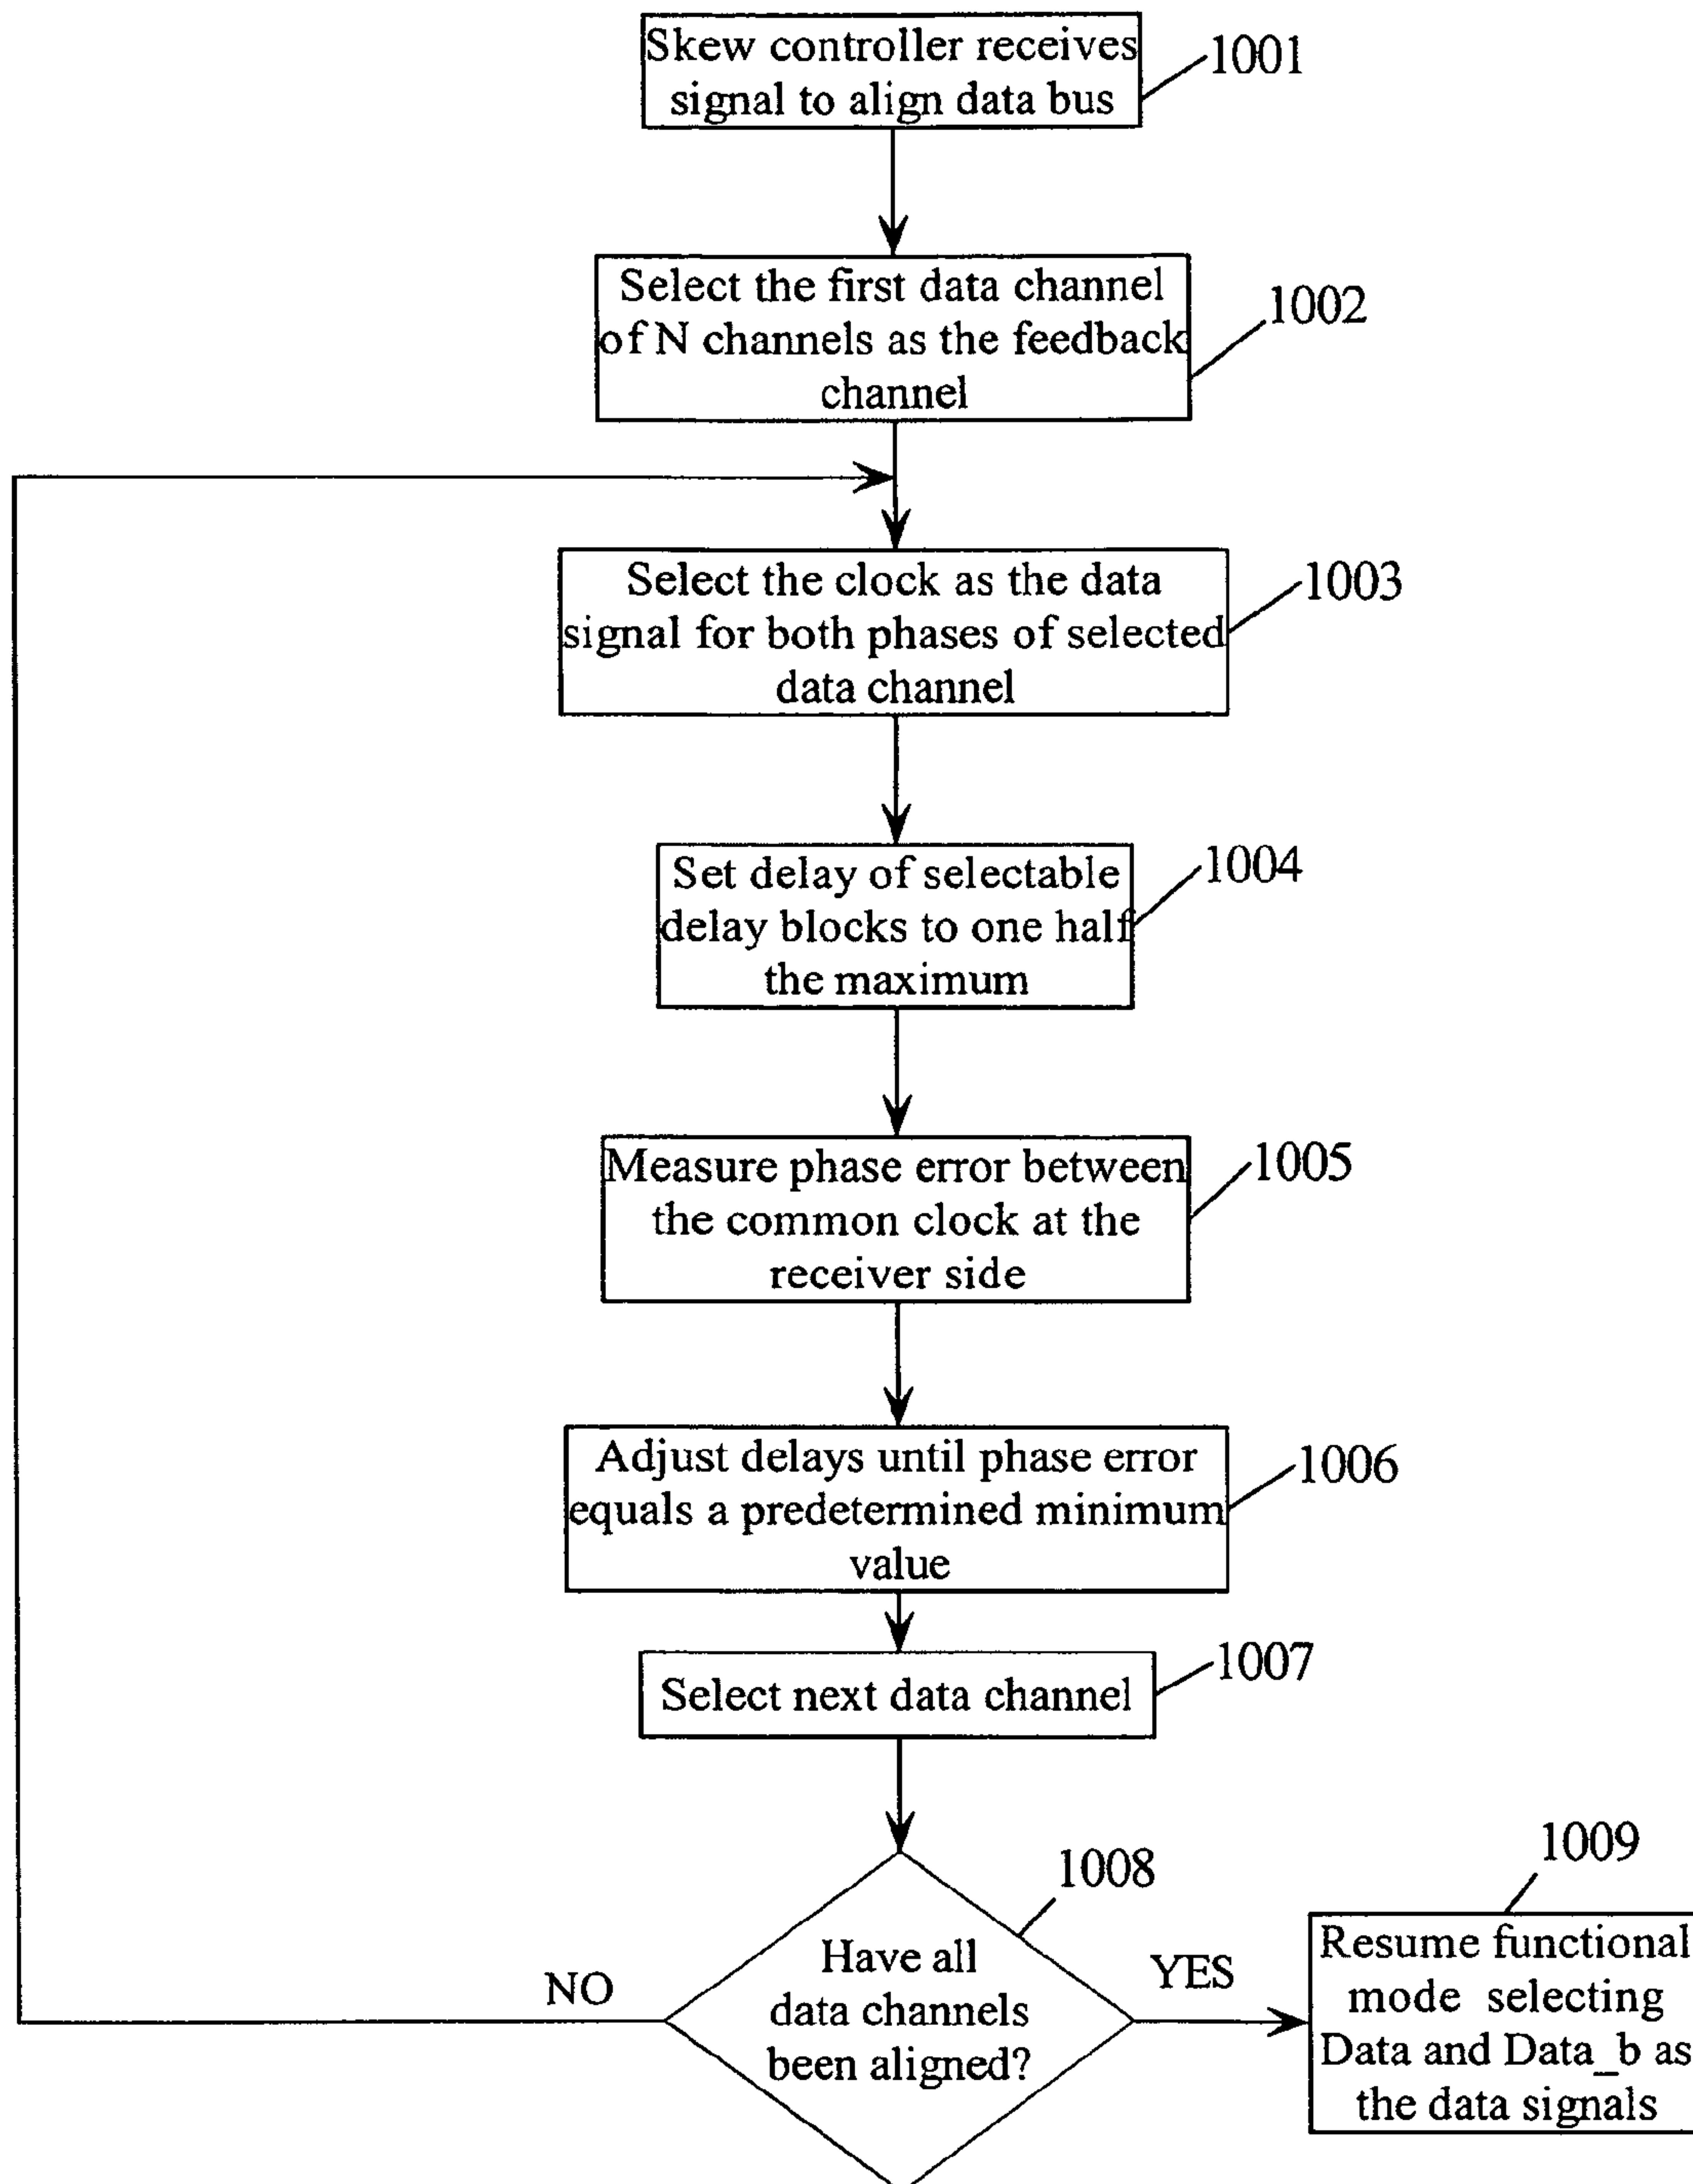 Skew controller receives
signal to align data bus
1001
Select the first data channel
of N channels as the feedback
channel
1002
Select the clock as the data
signal for both phases of selected
data channel
1003
Set delay of selectable
delay blocks to one half
the maximum
1004
Measure phase error between
the common clock at the
receiver side
1005
Adjust delays until phase error
equals a predetermined minimum
value
1006
Select next data channel
1007
Have all
data channels
been aligned?
1008
NO
YES
1009
Resume functional
mode selecting
Data and Data_b as
the data signals